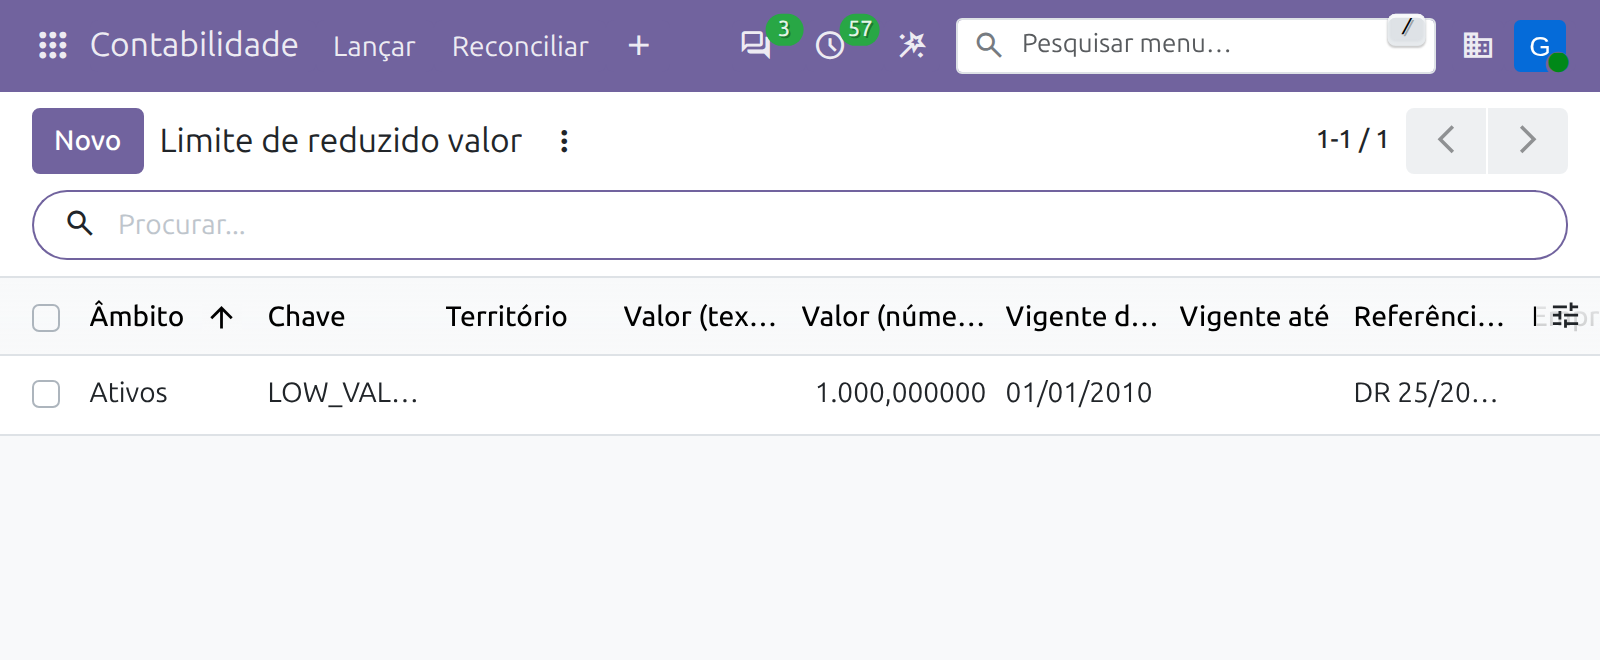 Contabilidade Lançar Reconciliar + 3 57 Pesquisar menu... / G
Novo Limite de reduzido valor 1-1 / 1
Procurar...
Âmbito Chave Território Valor (tex... Valor (núme... Vigente d... Vigente até Referênci...
Ativos LOW_VAL... 1.000,000000 01/01/2010 DR 25/20...